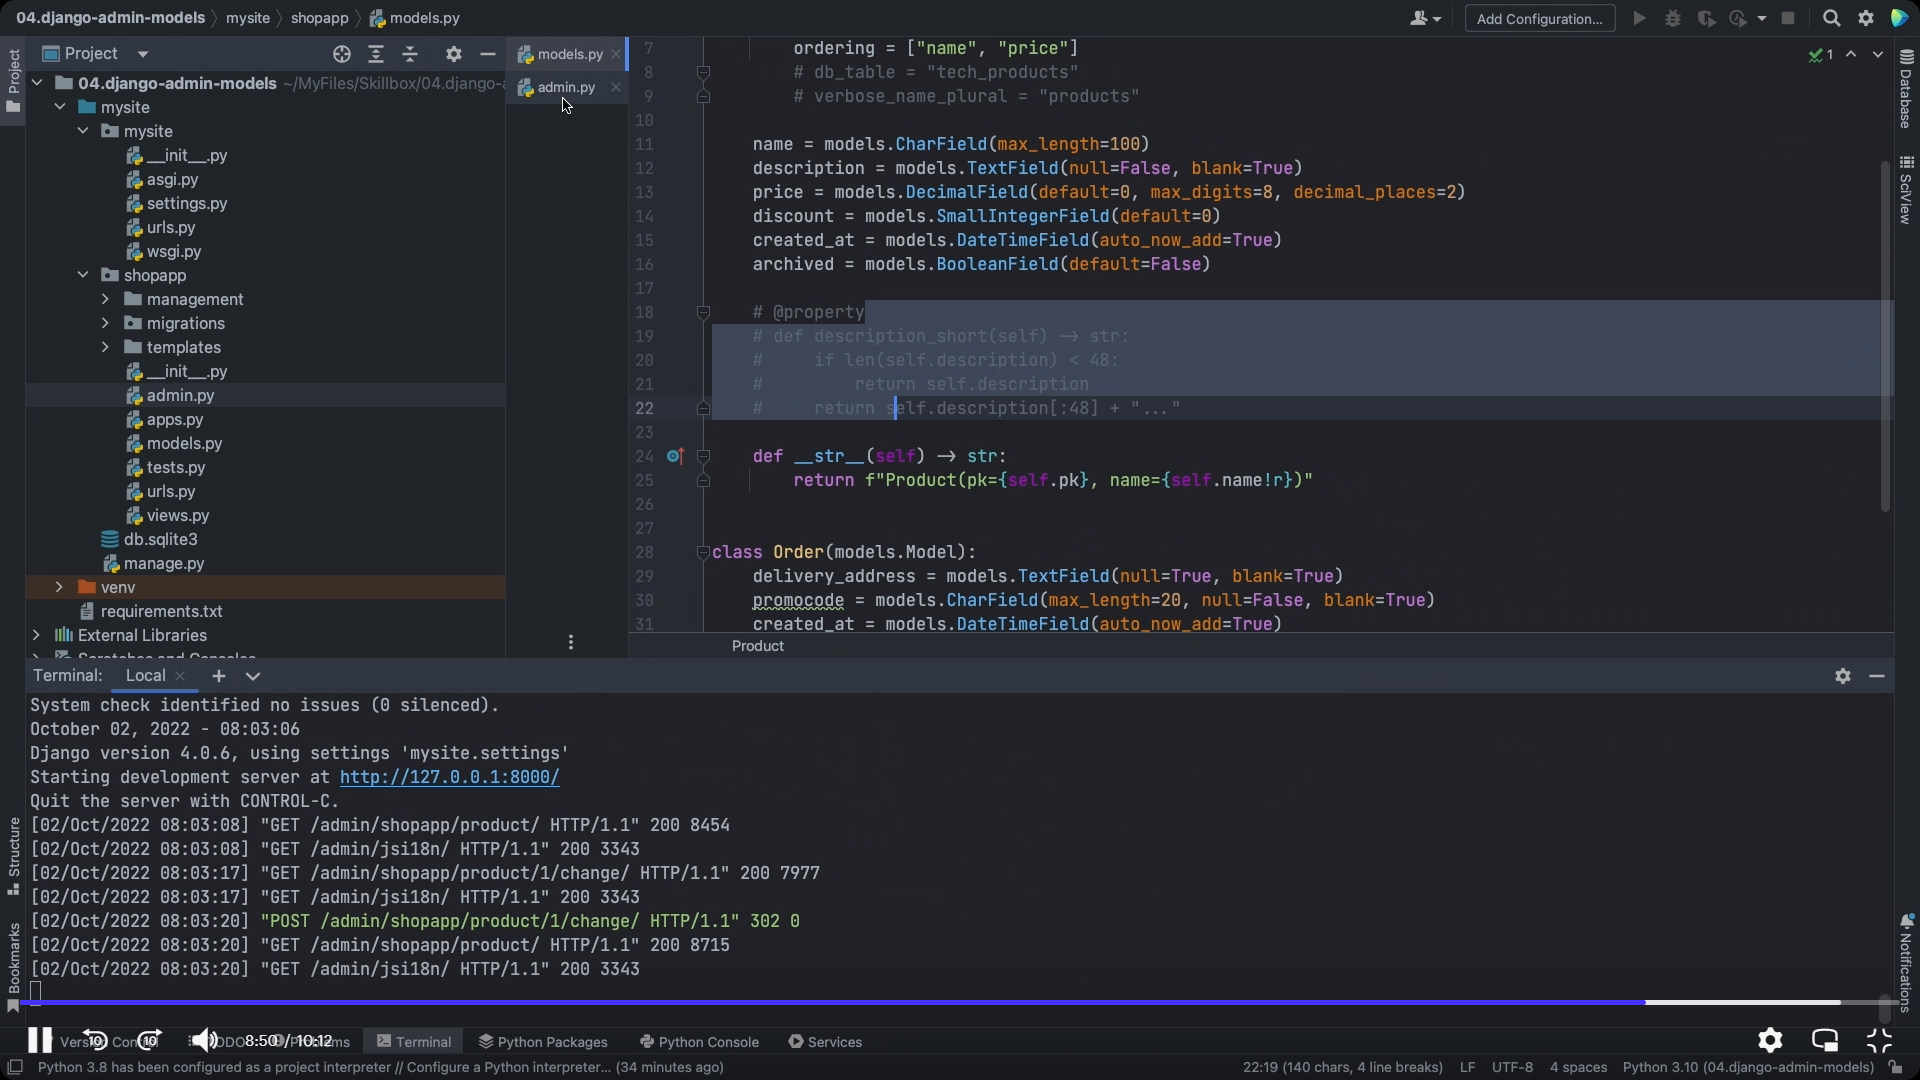 04.django-admin-models
mysite
shopapp
models.py
Add Configuration...
Project
Project
models.py
admin.py
04.django-admin-models ~/MyFiles/Skillbox/04.django-a
mysite
mysite
__init__.py
asgi.py
settings.py
urls.py
wsgi.py
shopapp
management
migrations
templates
__init__.py
admin.py
apps.py
models.py
tests.py
urls.py
views.py
db.sqlite3
manage.py
venv
requirements.txt
External Libraries
Scratches and Consoles
7 ordering = ["name", "price"]
8 # db_table = "tech_products"
9 # verbose_name_plural = "products"
10
11 name = models.CharField(max_length=100)
12 description = models.TextField(null=False, blank=True)
13 price = models.DecimalField(default=0, max_digits=8, decimal_places=2)
14 discount = models.SmallIntegerField(default=0)
15 created_at = models.DateTimeField(auto_now_add=True)
16 archived = models.BooleanField(default=False)
17
18 # @property
19 # def description_short(self) → str:
20 # if len(self.description) < 48:
21 # return self.description
22 # return self.description[:48] + "..."
23
24 def __str__(self) → str:
25 return f"Product(pk={self.pk}, name={self.name!r})"
26
27
28 class Order(models.Model):
29 delivery_address = models.TextField(null=True, blank=True)
30 promocode = models.CharField(max_length=20, null=False, blank=True)
31 created_at = models.DateTimeField(auto_now_add=True)
Product
1
Database
SciView
Notifications
Structure
Bookmarks
Terminal: Local
System check identified no issues (0 silenced).
October 02, 2022 - 08:03:06
Django version 4.0.6, using settings 'mysite.settings'
Starting development server at http://127.0.0.1:8000/
Quit the server with CONTROL-C.
[02/Oct/2022 08:03:08] "GET /admin/shopapp/product/ HTTP/1.1" 200 8454
[02/Oct/2022 08:03:08] "GET /admin/jsi18n/ HTTP/1.1" 200 3343
[02/Oct/2022 08:03:17] "GET /admin/shopapp/product/1/change/ HTTP/1.1" 200 7977
[02/Oct/2022 08:03:17] "GET /admin/jsi18n/ HTTP/1.1" 200 3343
[02/Oct/2022 08:03:20] "POST /admin/shopapp/product/1/change/ HTTP/1.1" 302 0
[02/Oct/2022 08:03:20] "GET /admin/shopapp/product/ HTTP/1.1" 200 8715
[02/Oct/2022 08:03:20] "GET /admin/jsi18n/ HTTP/1.1" 200 3343
10 10 8:50 / 10:12
Terminal
Python Packages
Python Console
Services
Python 3.8 has been configured as a project interpreter // Configure a Python interpreter... (34 minutes ago)
22:19 (140 chars, 4 line breaks) LF UTF-8 4 spaces Python 3.10 (04.django-admin-models)